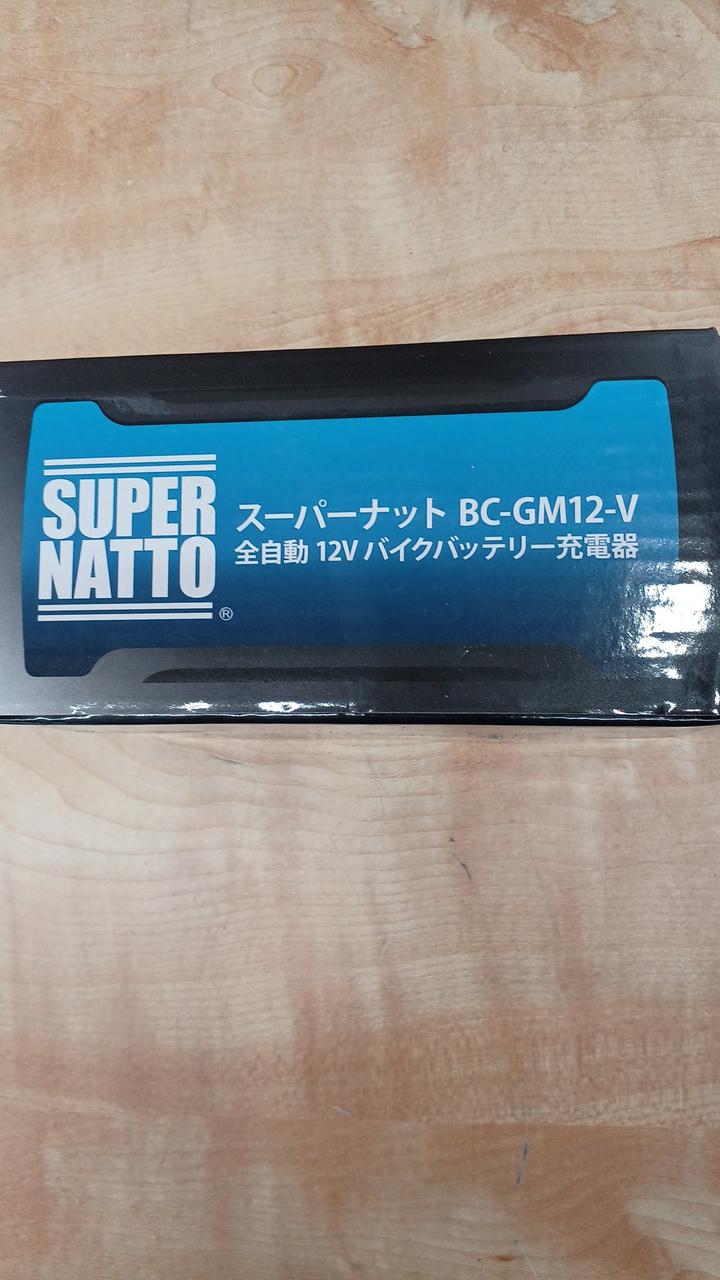 SUPER
NATTO
®
スーパーナット BC-GM12-V
全自動 12V バイクバッテリー充電器